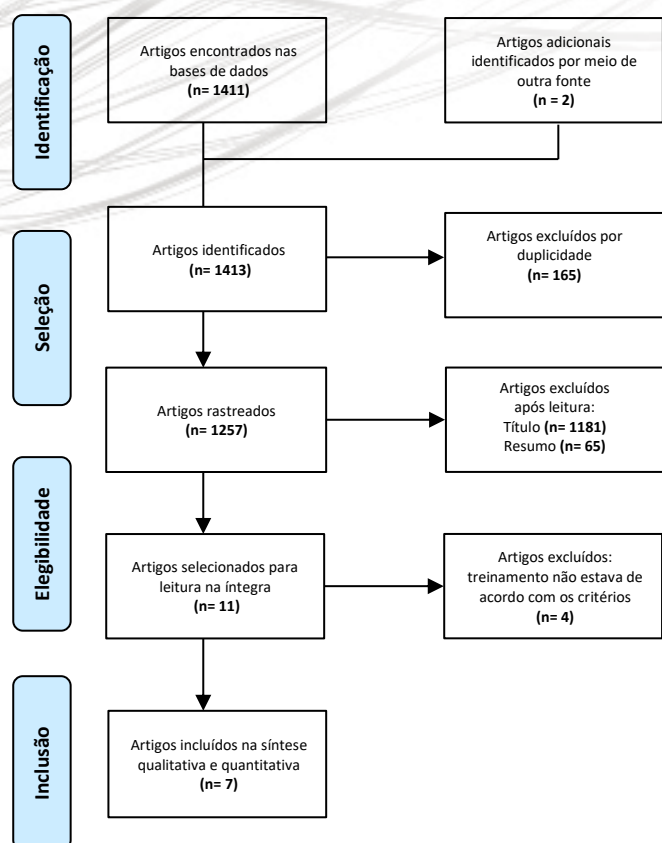 Identificação
Artigos encontrados nas
bases de dados
(n= 1411)
Artigos adicionais
identificados por meio de
outra fonte
(n = 2)
Seleção
Artigos identificados
(n= 1413)
Artigos excluídos por
duplicidade
(n= 165)
Artigos rastreados
(n= 1257)
Artigos excluídos
após leitura:
Título (n= 1181)
Resumo (n= 65)
Elegibilidade
Artigos selecionados para
leitura na íntegra
(n= 11)
Artigos excluídos:
treinamento não estava de
acordo com os critérios
(n= 4)
Inclusão
Artigos incluídos na síntese
qualitativa e quantitativa
(n= 7)